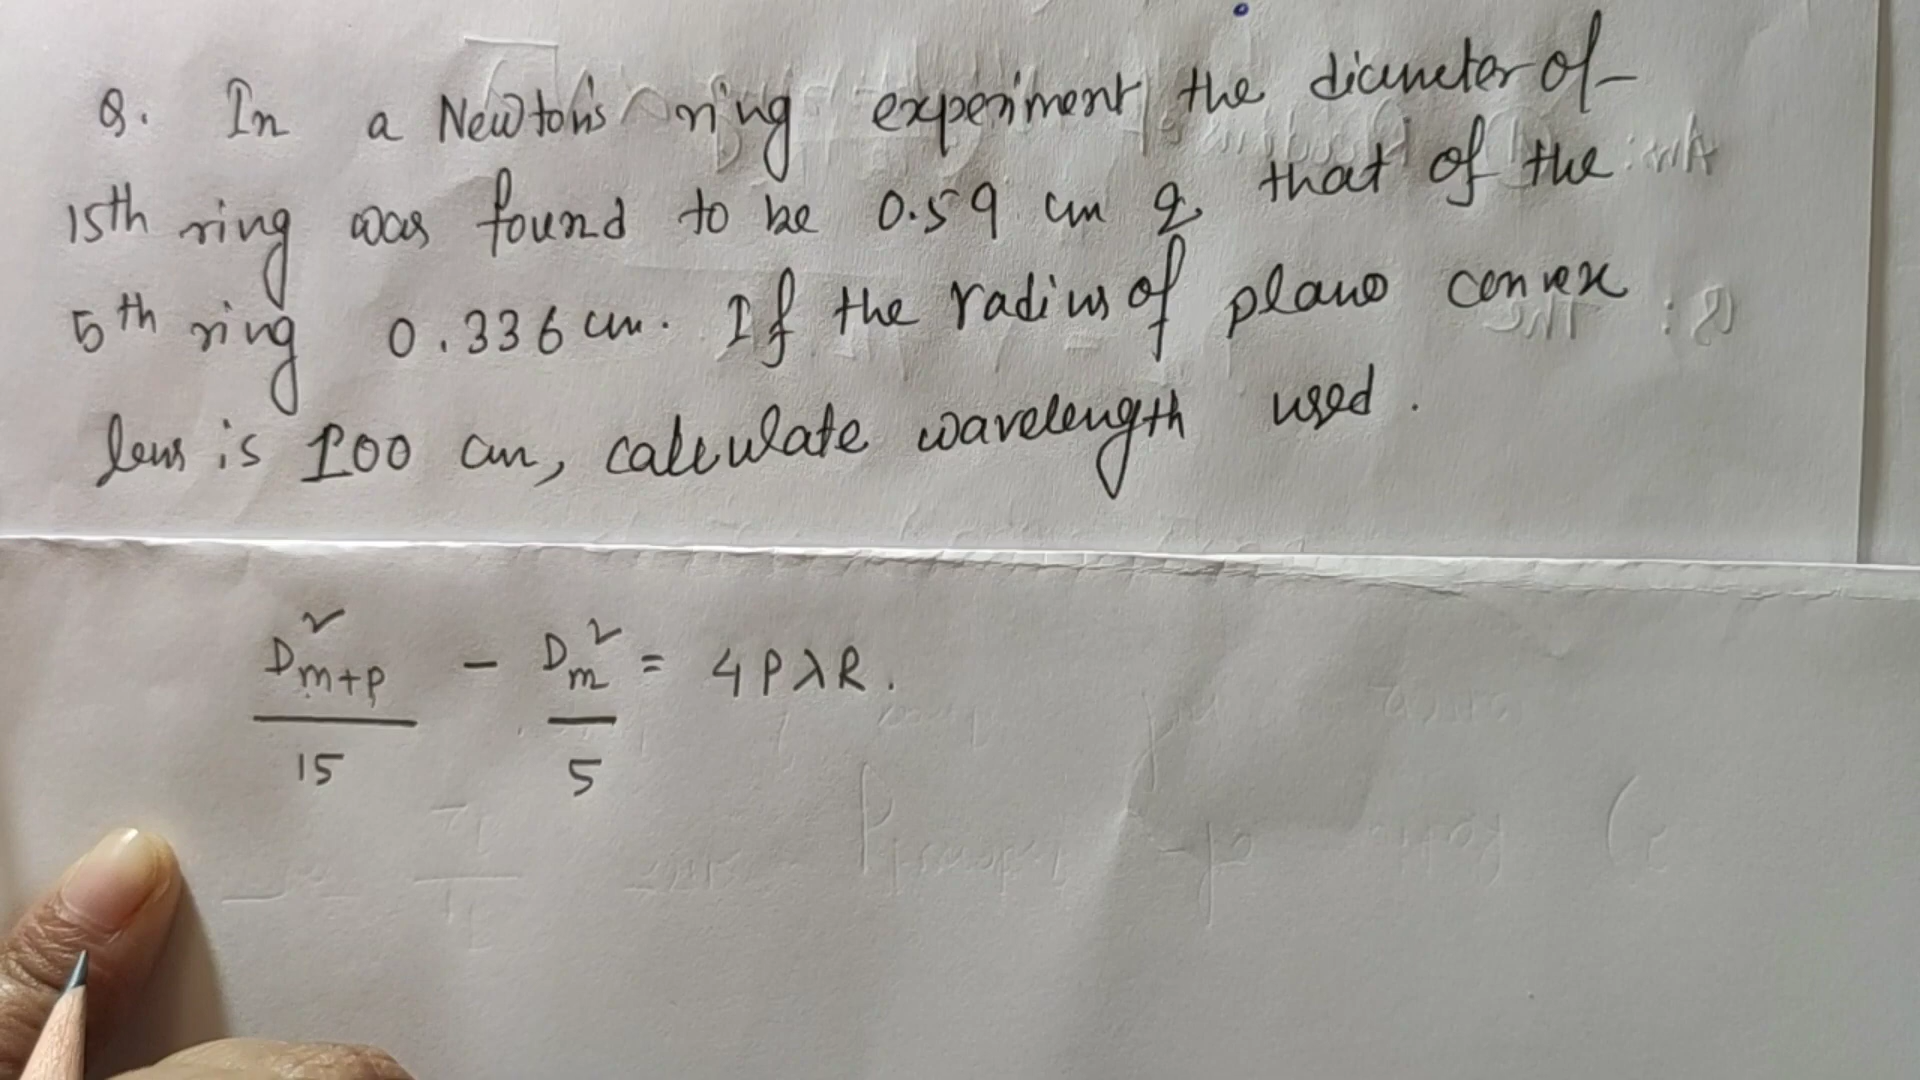 Q. In a Newton's ring experiment the diameter of
15th ring was found to be 0.59 cm & that of the
5th ring 0.336 cm. If the radius of plano convex
lens is 100 cm, calculate wavelength used.
D²m+p - D²m = 4PλR.
15 5